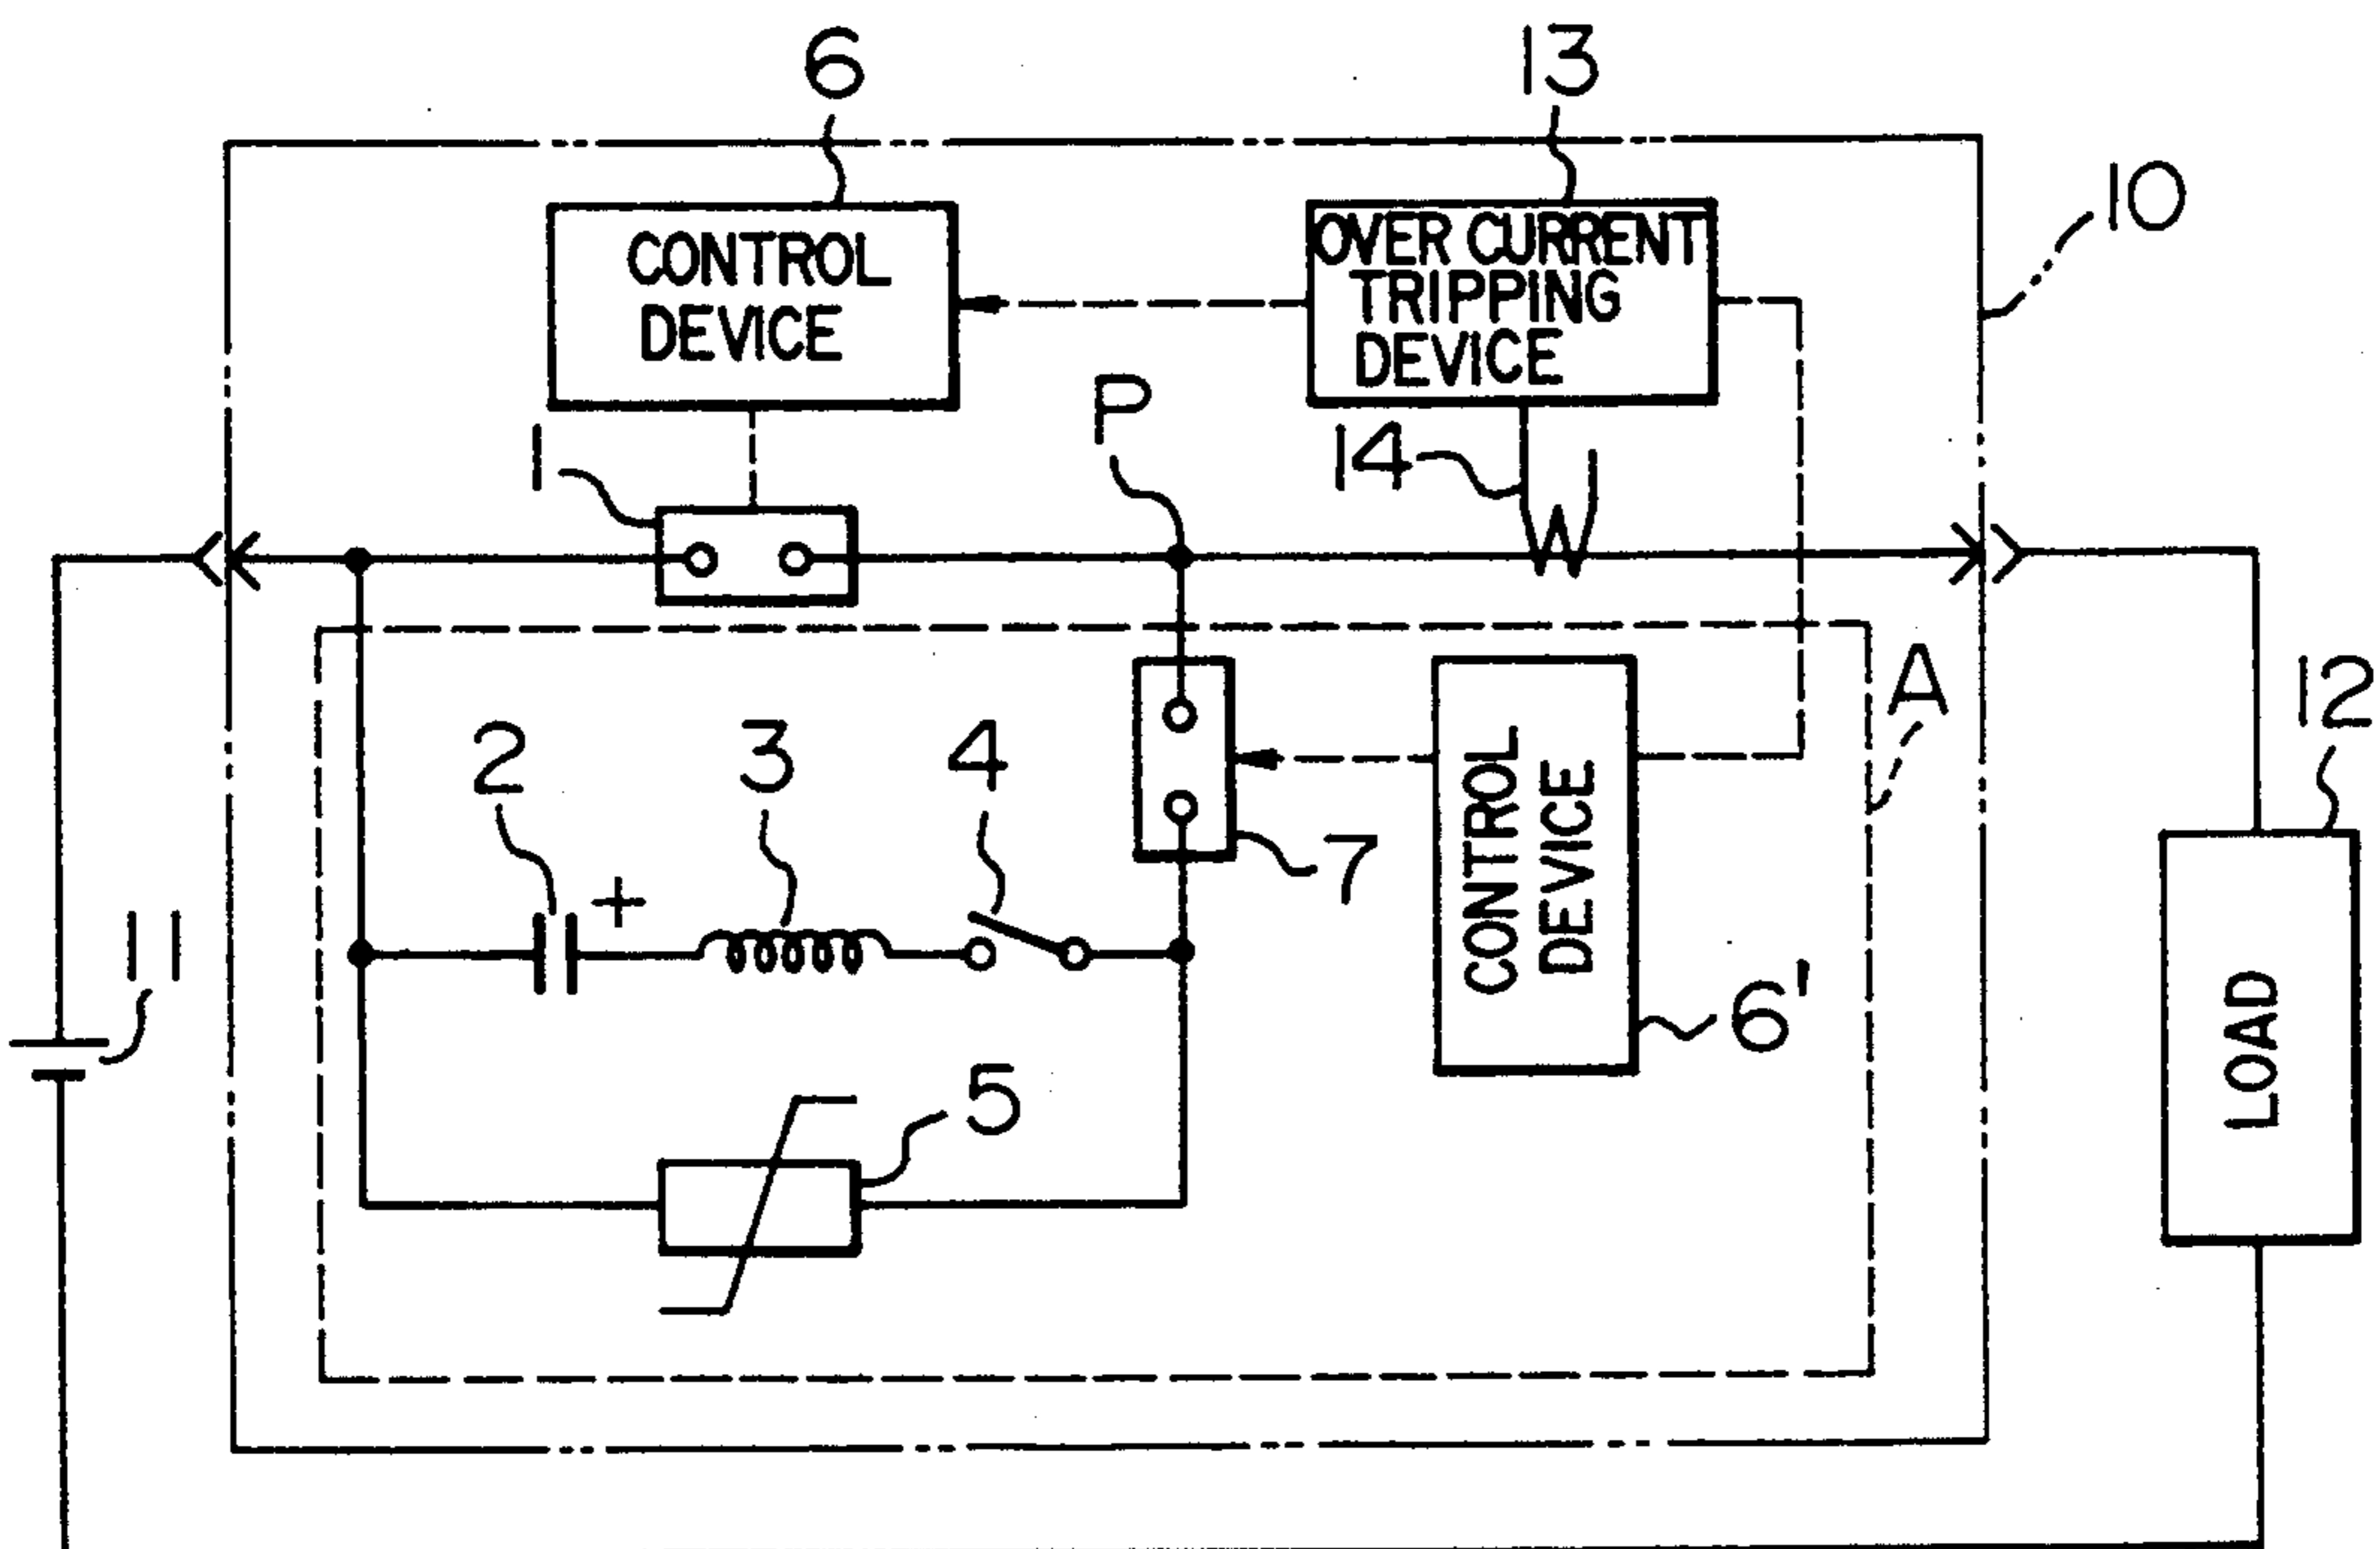 6
13
10
CONTROL
DEVICE
OVER CURRENT
TRIPPING
DEVICE
P
1
14
A
12
2
3
4
+
7
CONTROL
DEVICE
11
6'
LOAD
5